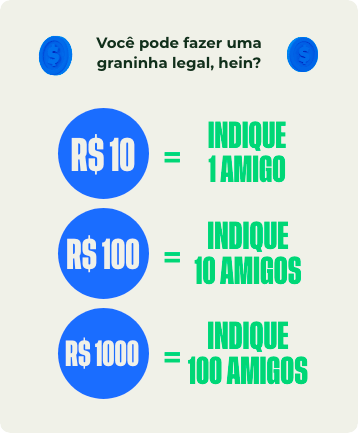 Você pode fazer uma
graninha legal, hein?
R$ 10 = INDIQUE
1 AMIGO
R$ 100 = INDIQUE
10 AMIGOS
R$ 1000 = INDIQUE
100 AMIGOS